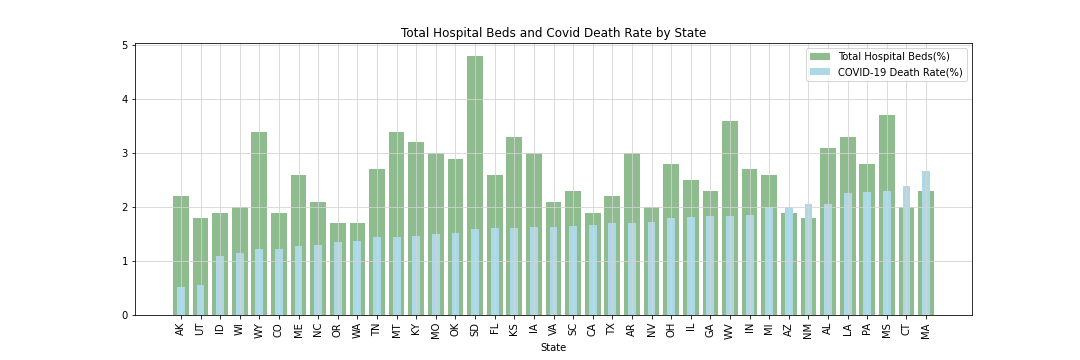 Total Hospital Beds and Covid Death Rate by State
Total Hospital Beds(%)
COVID-19 Death Rate(%)
5
4
3
2
1
0
AK UT ID WI WY CO ME NC OR WA TN MT KY MO OK SD FL KS IA VA SC CA TX AR NV OH IL GA WV IN MI AZ NM AL LA PA MS CT MA
State